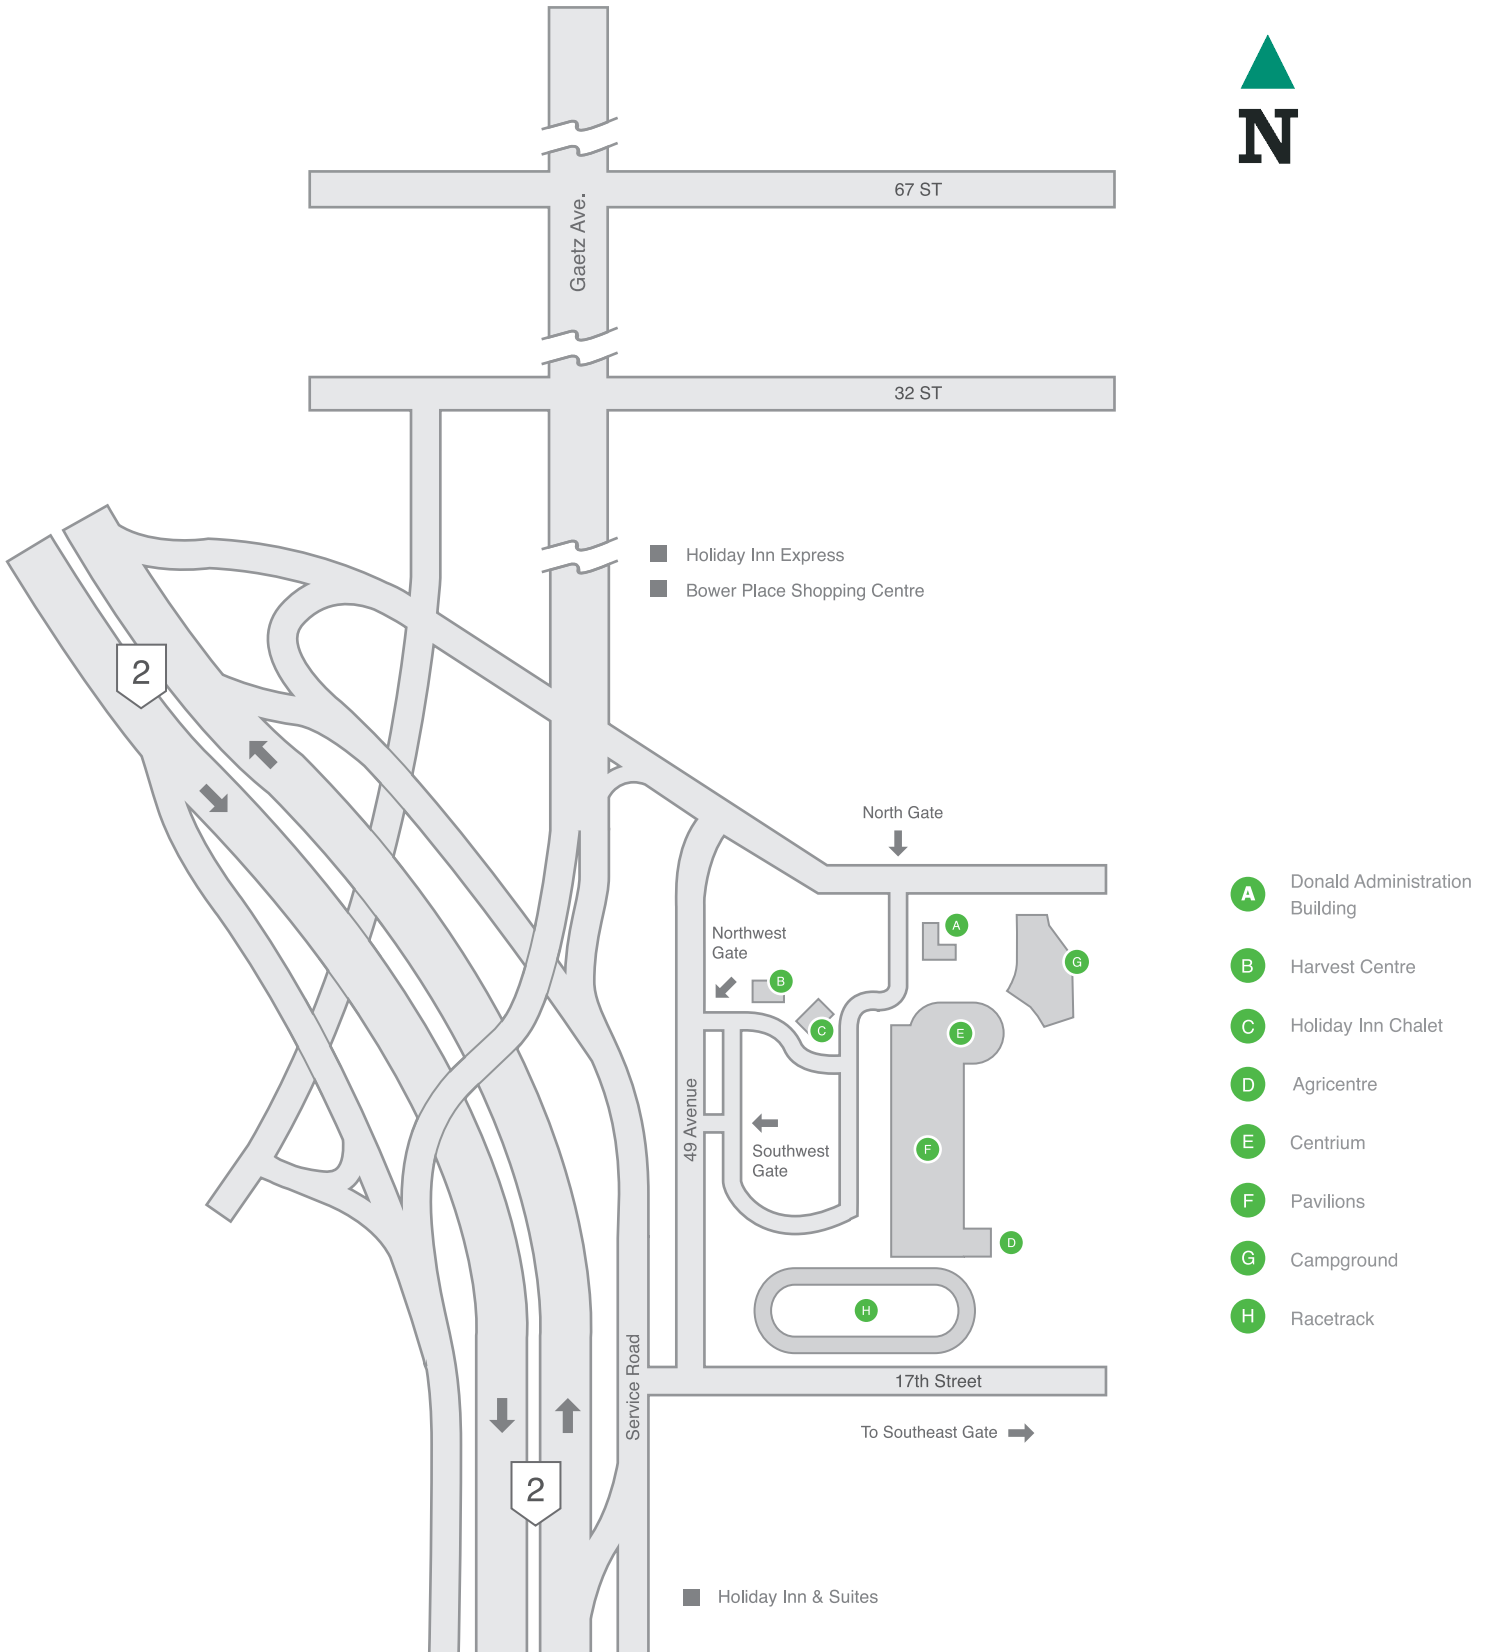 N
67 ST
Gaetz Ave.
32 ST
Holiday Inn Express
Bower Place Shopping Centre
2
North Gate
Northwest
Gate
A
B
C
G
E
49 Avenue
Southwest
Gate
F
D
H
Service Road
17th Street
To Southeast Gate
2
Holiday Inn & Suites
A Donald Administration
Building
B Harvest Centre
C Holiday Inn Chalet
D Agricentre
E Centrium
F Pavilions
G Campground
H Racetrack